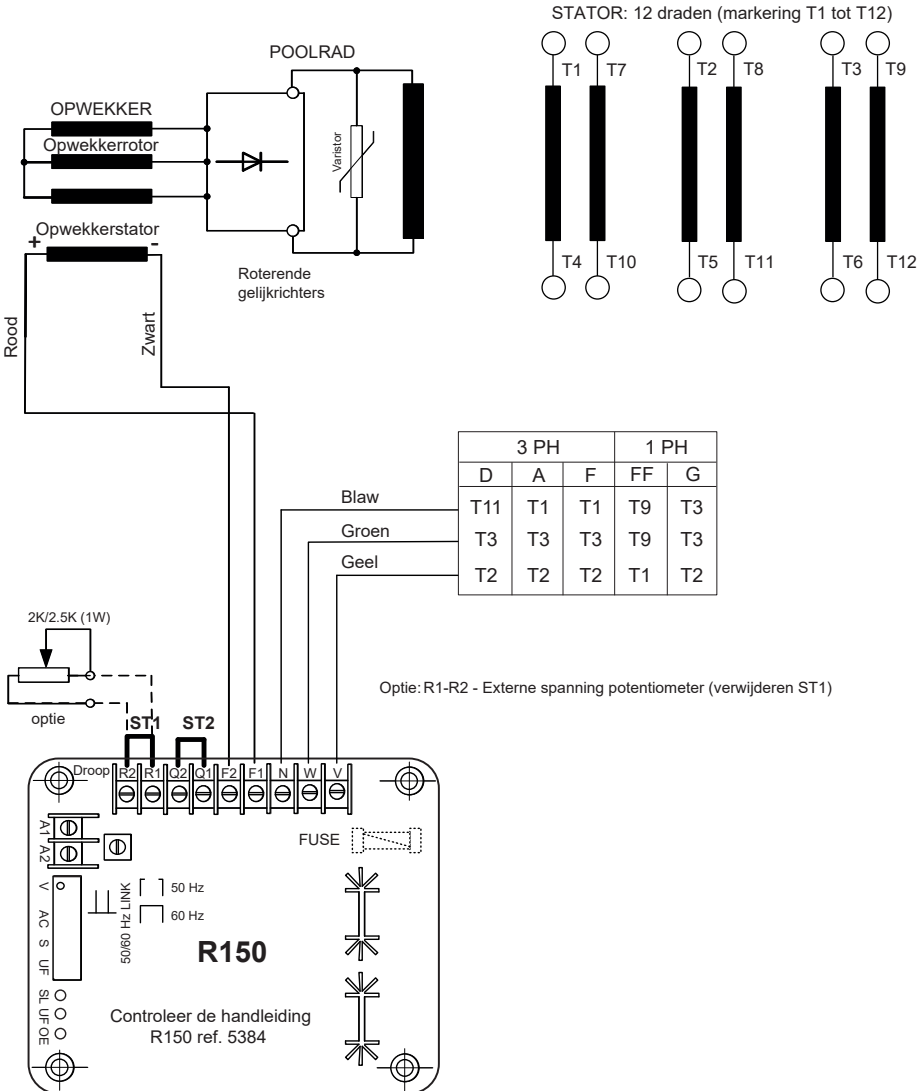 STATOR: 12 draden (markering T1 tot T12)
T1 T7 T2 T8 T3 T9
T4 T10 T5 T11 T6 T12
POOLRAD
OPWEKKER
Opwekkerrotor
Varistor
Opwekkerstator
+ -
Roterende
gelijkrichters
Rood
Zwart
3 PH 1 PH
D A F FF G
Blaw T11 T1 T1 T9 T3
Groen T3 T3 T3 T9 T3
Geel T2 T2 T2 T1 T2
2K/2.5K (1W)
optie
Optie: R1-R2 - Externe spanning potentiometer (verwijderen ST1)
ST1 ST2
Droop R2 R1 Q2 Q1 F2 F1 N W V
A1
A2
FUSE
V
AC
S
UF
50/60 Hz LINK
50 Hz
60 Hz
R150
SL
UF
OE
Controleer de handleiding
R150 ref. 5384